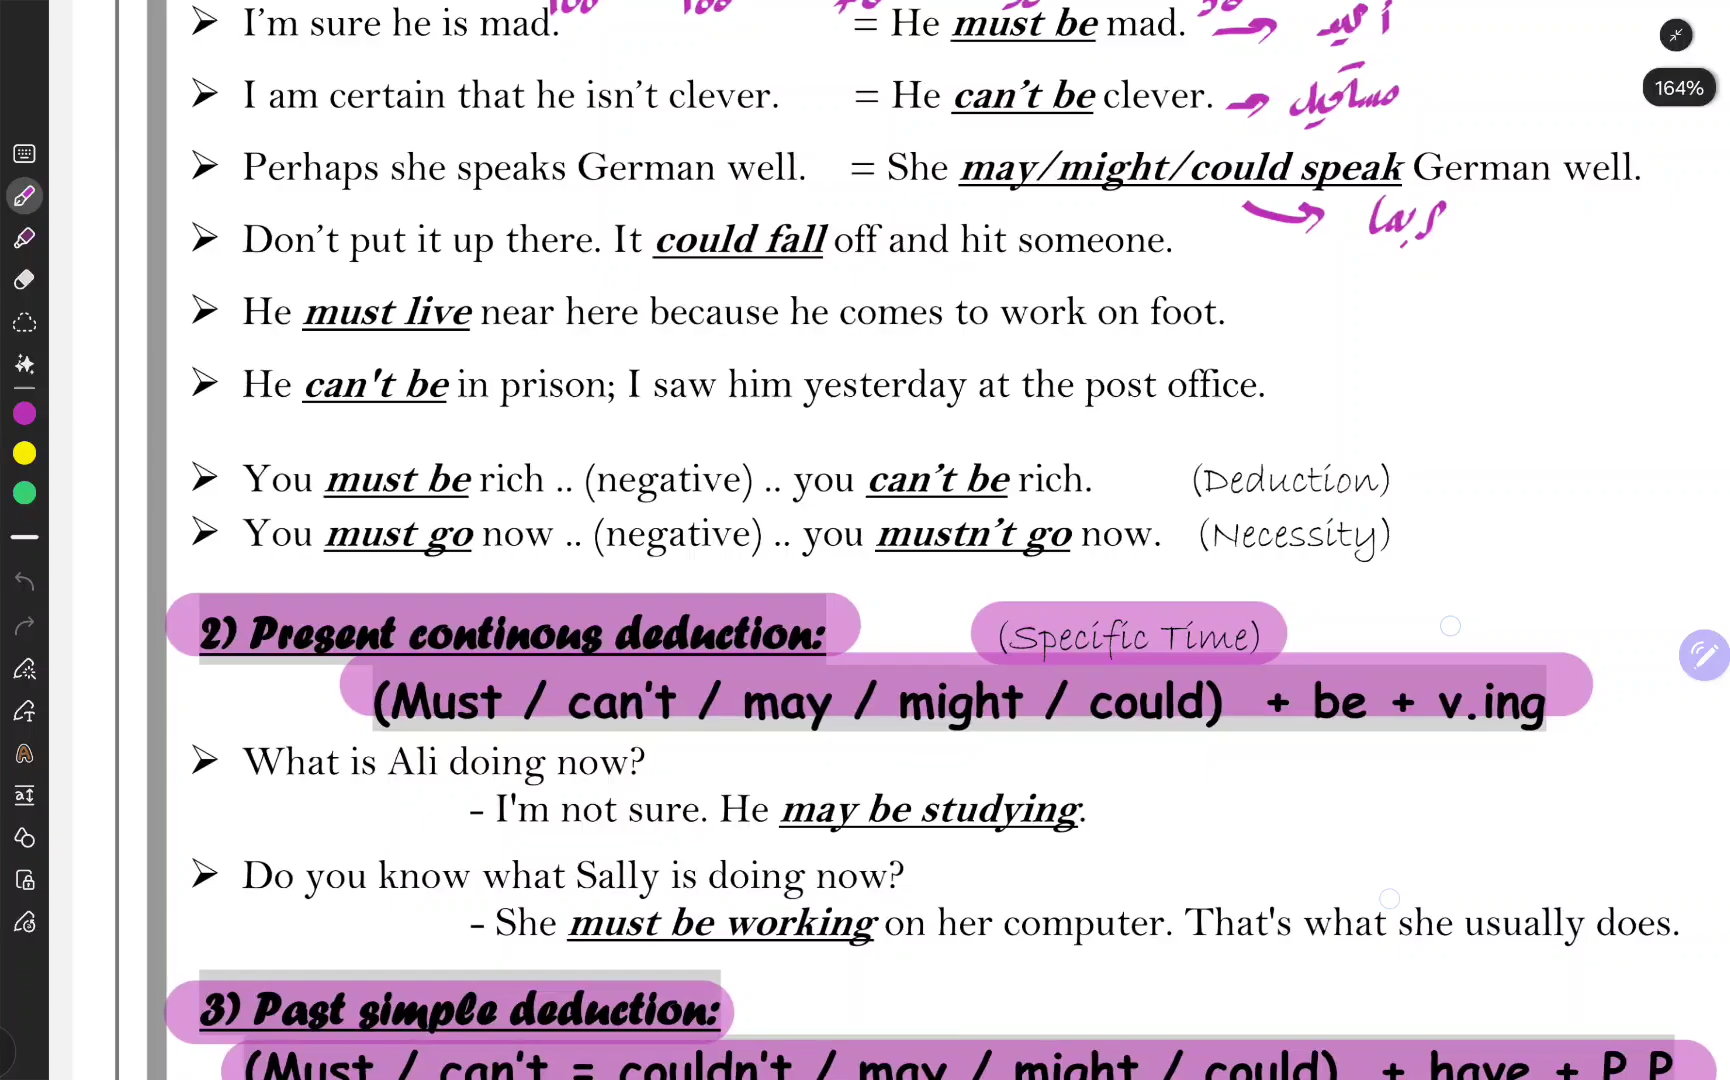 ➢ I'm sure he is mad. = He must be mad. → أكيد
➢ I am certain that he isn't clever. = He can't be clever. → مستحيل
➢ Perhaps she speaks German well. = She may/might/could speak German well.
→ ربما
➢ Don't put it up there. It could fall off and hit someone.
➢ He must live near here because he comes to work on foot.
➢ He can't be in prison; I saw him yesterday at the post office.
➢ You must be rich .. (negative) .. you can't be rich. (Deduction)
➢ You must go now .. (negative) .. you mustn't go now. (Necessity)
2) Present continous deduction: (Specific Time)
(Must / can't / may / might / could) + be + v.ing
➢ What is Ali doing now?
- I'm not sure. He may be studying.
➢ Do you know what Sally is doing now?
- She must be working on her computer. That's what she usually does.
3) Past simple deduction:
(Must / can't = couldn't / may / might / could) + have + P.P
164%